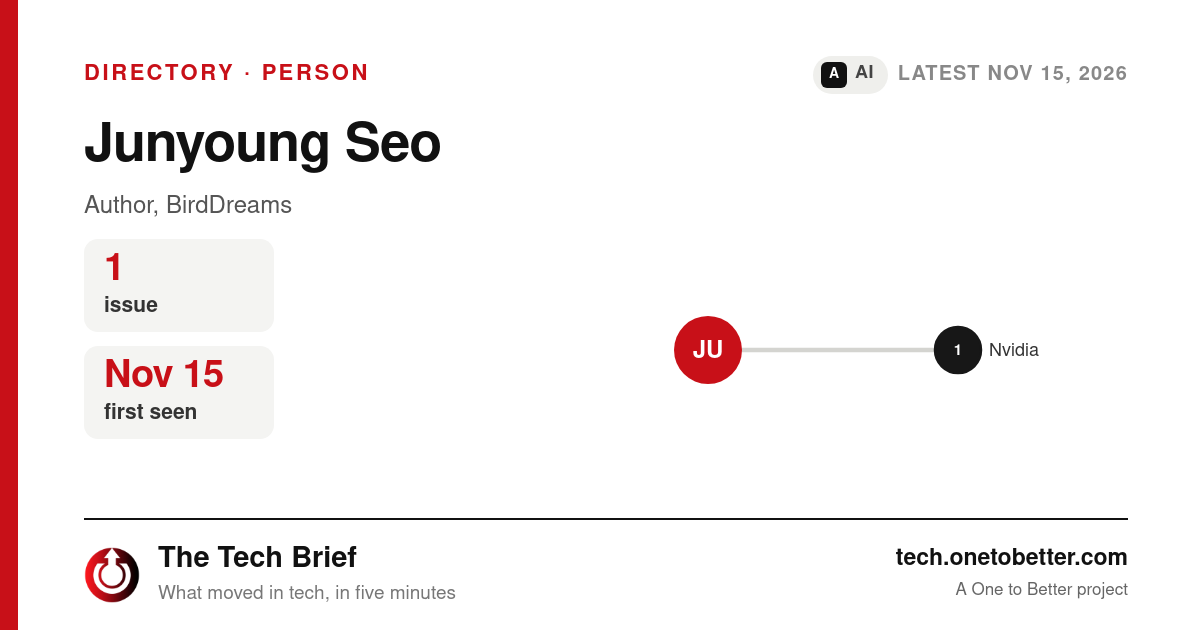 DIRECTORY · PERSON
A AI LATEST NOV 15, 2026
Junyoung Seo
Author, BirdDreams
1
issue
Nov 15
first seen
JU 1 Nvidia
The Tech Brief
What moved in tech, in five minutes
tech.onetobetter.com
A One to Better project